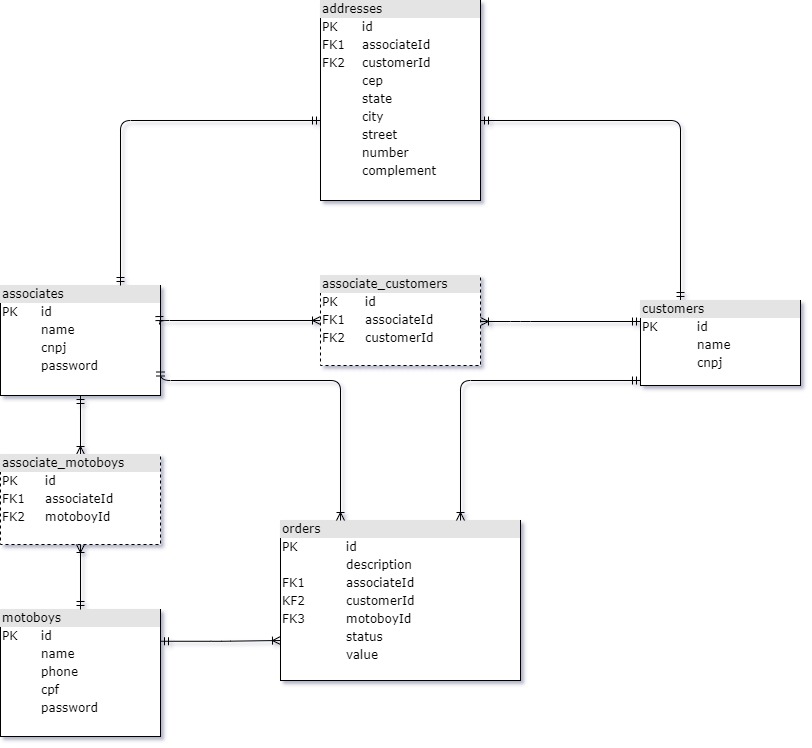 addresses
PK id
FK1 associateId
FK2 customerId
cep
state
city
street
number
complement
associates
PK id
name
cnpj
password
associate_customers
PK id
FK1 associateId
FK2 customerId
customers
PK id
name
cnpj
associate_motoboys
PK id
FK1 associateId
FK2 motoboyId
orders
PK id
description
FK1 associateId
KF2 customerId
FK3 motoboyId
status
value
motoboys
PK id
name
phone
cpf
password